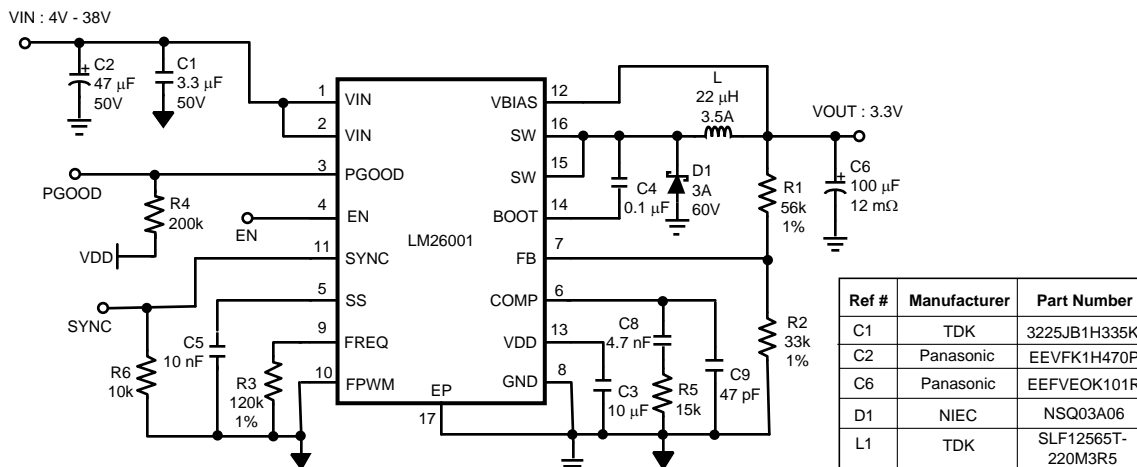 VIN : 4V - 38V
+
C2
47 μF
50V
C1
3.3 μF
50V
1
VIN
2
VIN
3
PGOOD
PGOOD
R4
200k
VDD
4
EN
EN
11
SYNC
SYNC
R6
10k
5
SS
C5
10 nF
9
FREQ
R3
120k
1%
10
FPWM
EP
17
LM26001
12
VBIAS
16
SW
15
SW
14
BOOT
7
FB
6
COMP
13
VDD
8
GND
L
22 μH
3.5A
VOUT : 3.3V
C4
0.1 μF
D1
3A
60V
R1
56k
1%
+
C6
100 μF
12 mΩ
R2
33k
1%
C8
4.7 nF
R5
15k
C9
47 pF
C3
10 μF
Ref # Manufacturer Part Number
C1 TDK 3225JB1H335K
C2 Panasonic EEVFK1H470P
C6 Panasonic EEFVEOK101R
D1 NIEC NSQ03A06
L1 TDK SLF12565T-
220M3R5